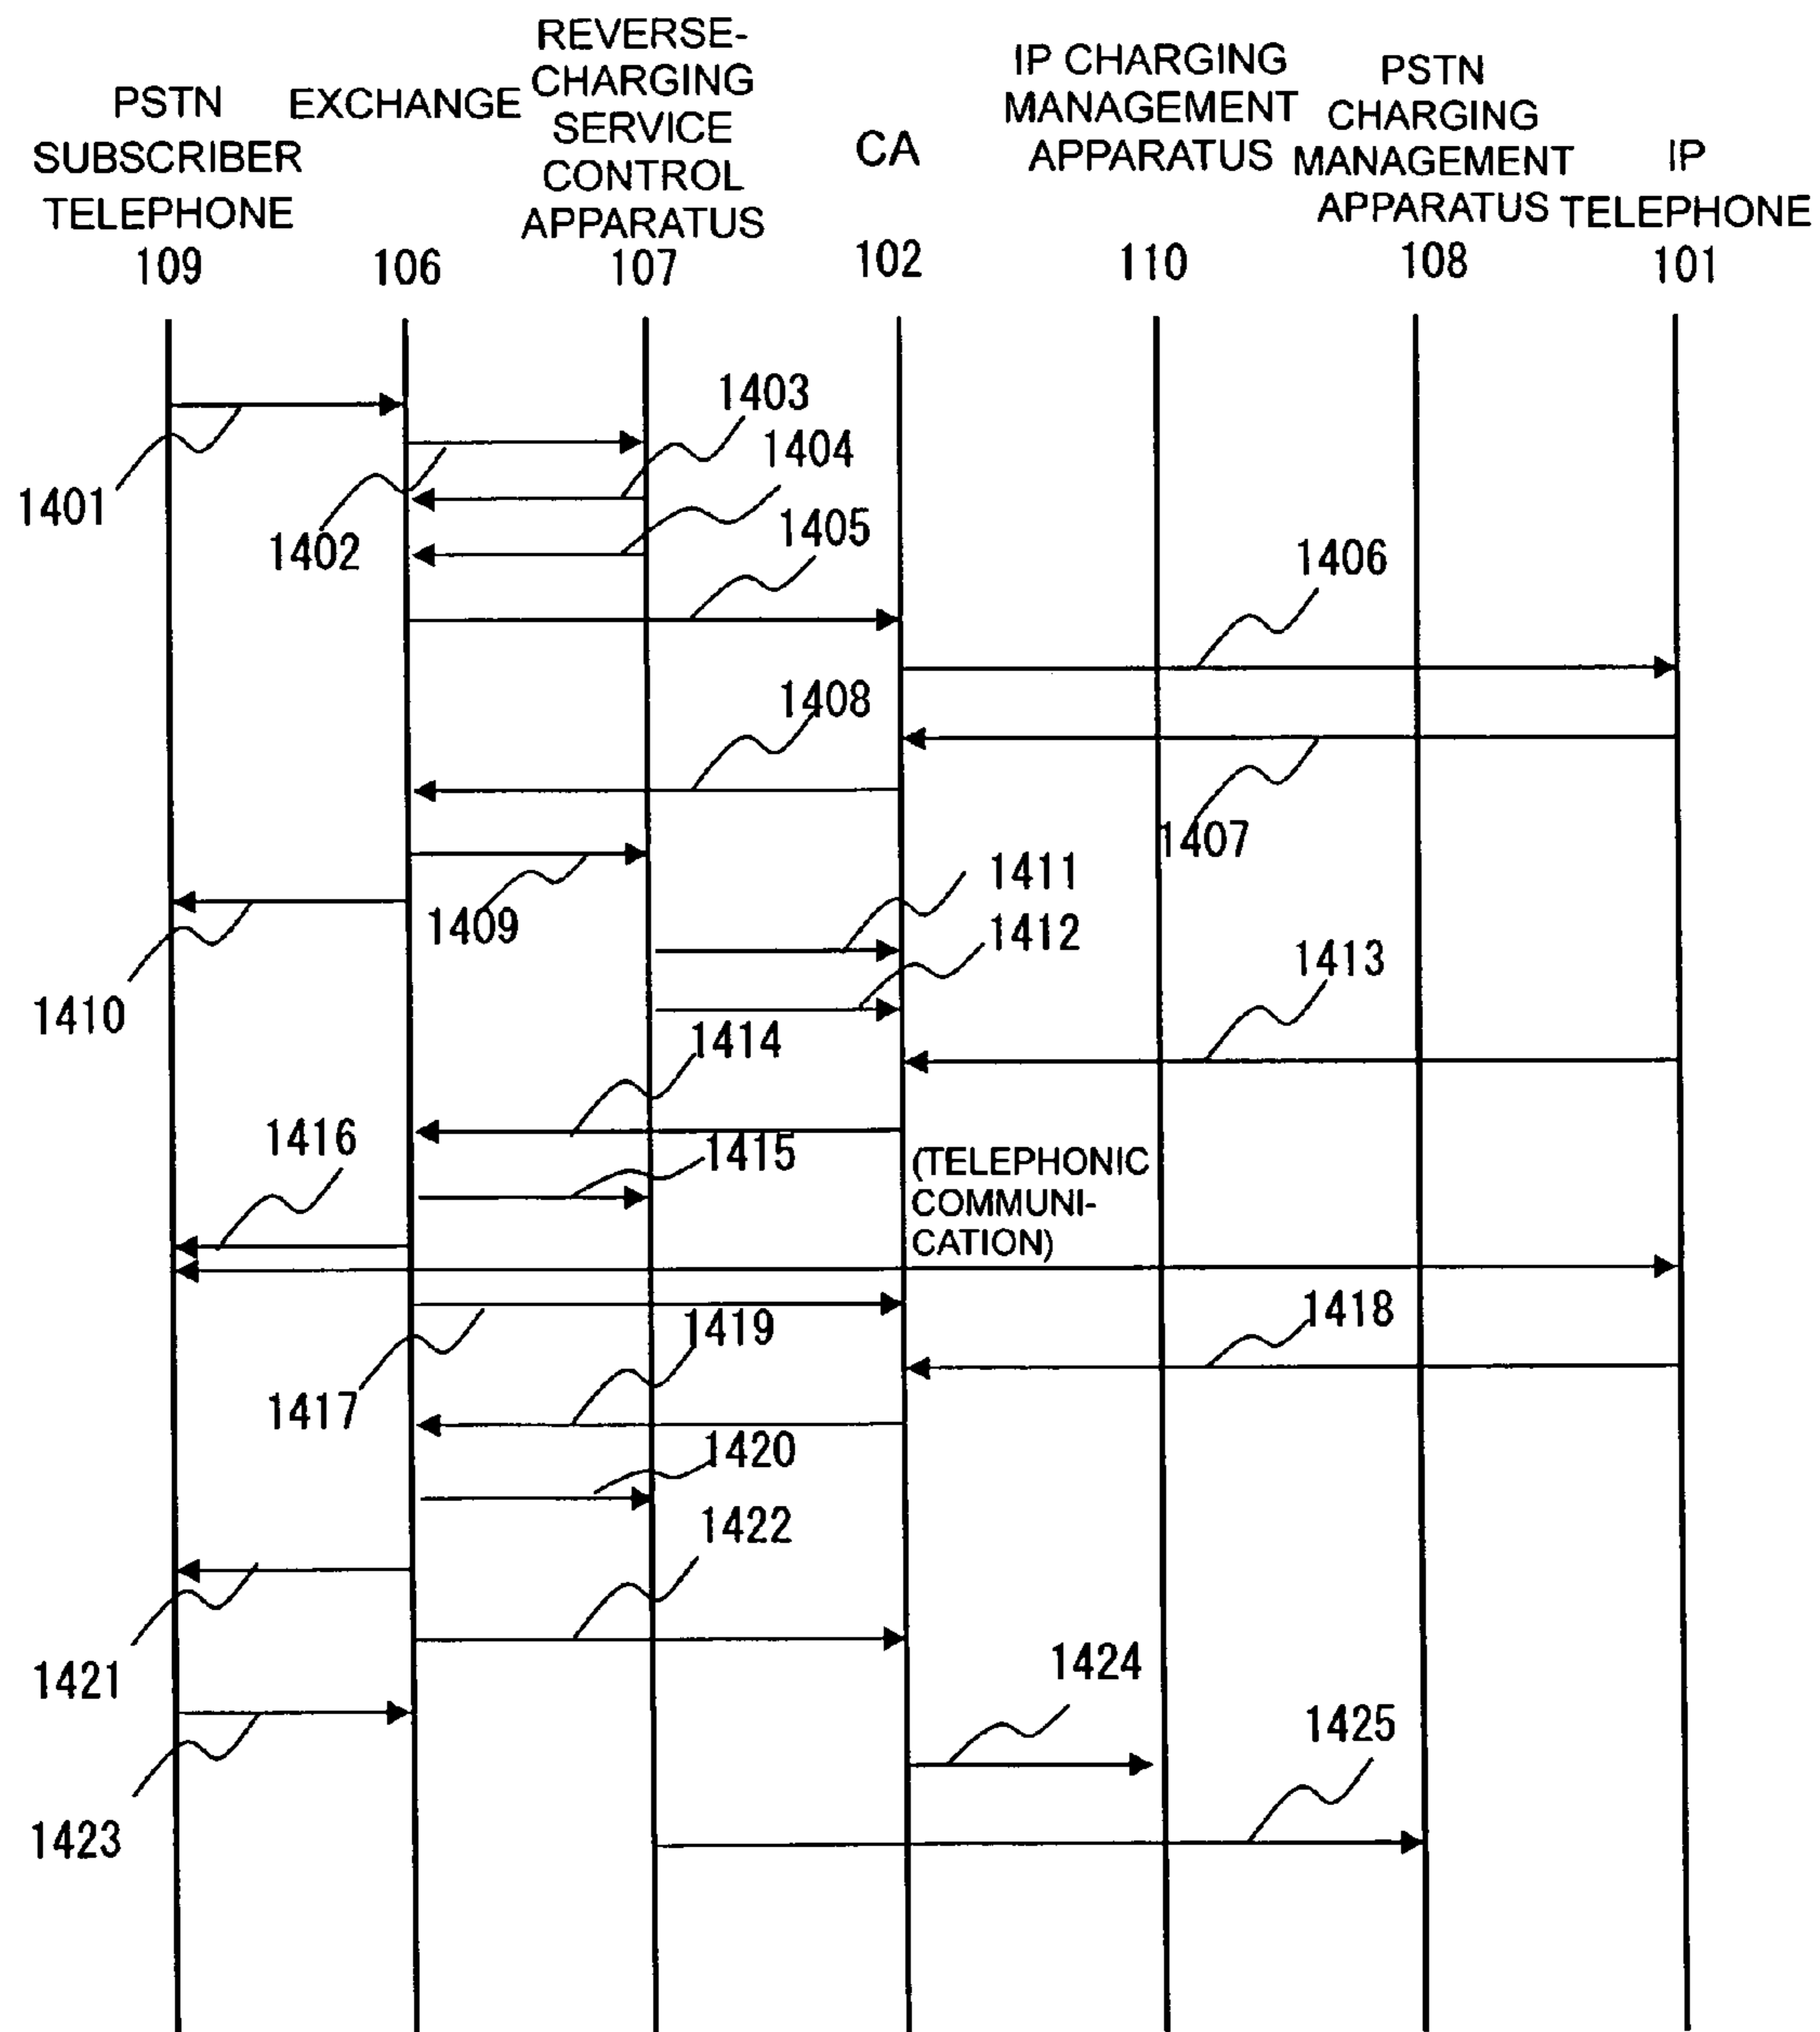 PSTN
SUBSCRIBER
TELEPHONE
109
EXCHANGE
106
REVERSE-
CHARGING
SERVICE
CONTROL
APPARATUS
107
CA
102
IP CHARGING
MANAGEMENT
APPARATUS
110
PSTN
CHARGING
MANAGEMENT
APPARATUS
108
IP
TELEPHONE
101
1403
1404
1401
1402
1405
1406
1408
1407
1409
1411
1412
1410
1413
1414
1416
1415
(TELEPHONIC
COMMUNI-
CATION)
1417
1419
1418
1420
1422
1421
1424
1425
1423